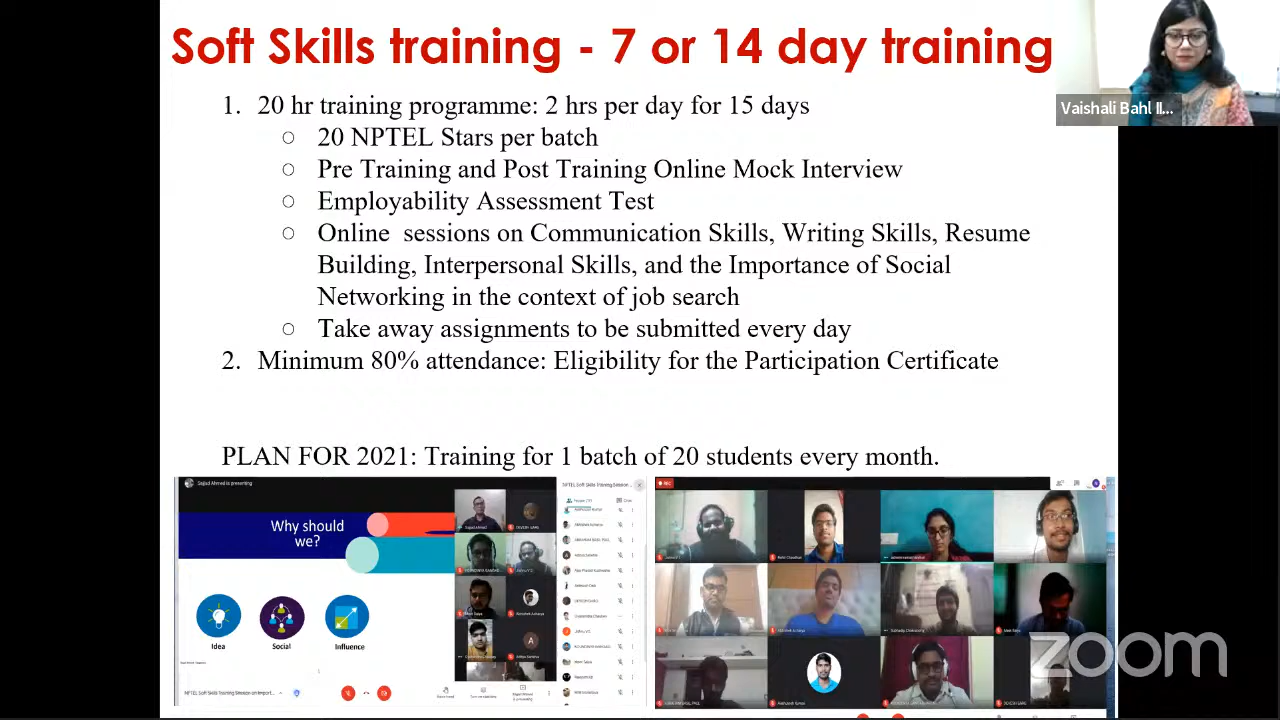 Soft Skills training - 7 or 14 day training
Vaishali Bahl II...
1. 20 hr training programme: 2 hrs per day for 15 days
○ 20 NPTEL Stars per batch
○ Pre Training and Post Training Online Mock Interview
○ Employability Assessment Test
○ Online sessions on Communication Skills, Writing Skills, Resume
Building, Interpersonal Skills, and the Importance of Social
Networking in the context of job search
○ Take away assignments to be submitted every day
2. Minimum 80% attendance: Eligibility for the Participation Certificate
PLAN FOR 2021: Training for 1 batch of 20 students every month.
Sajjad Ahmed is presenting
Why should
we?
Idea
Social
Influence
A
zoom